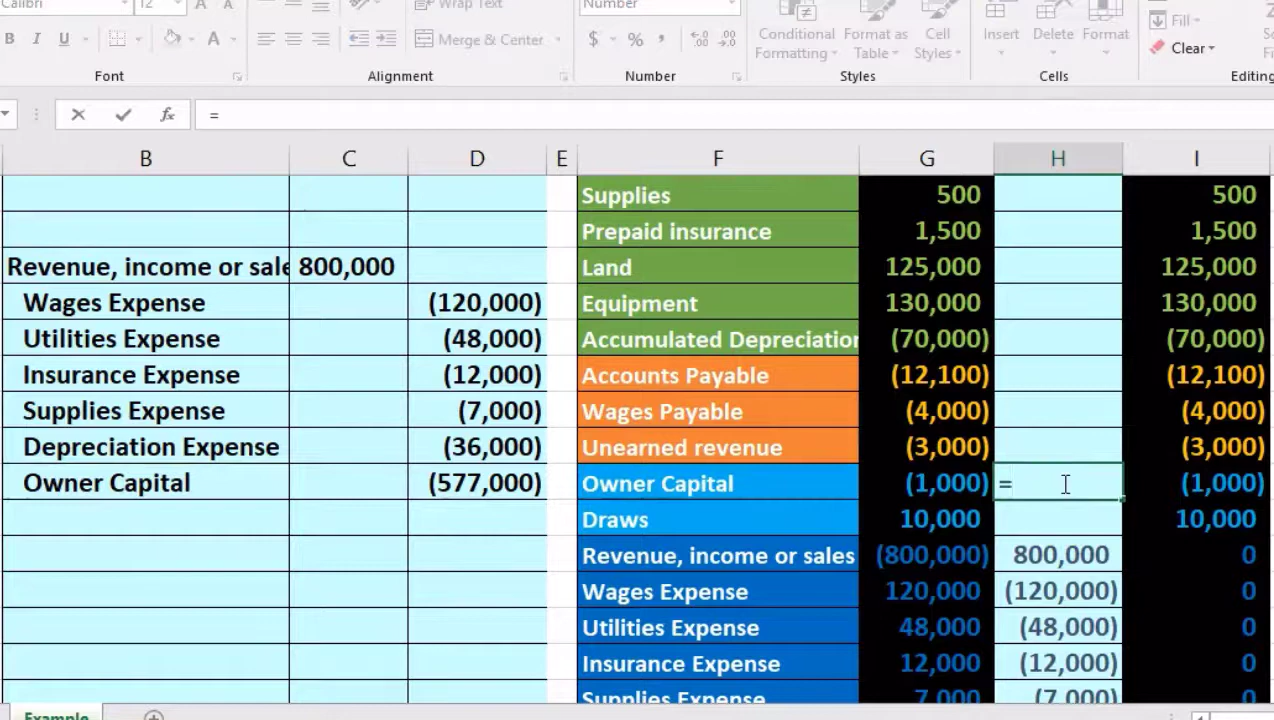 Calibri 12 A A Wrap Text Number Fill
B I U A Merge & Center $ % , Conditional Formatting Format as Table Cell Styles Insert Delete Format Clear
Font Alignment Number Styles Cells Editing
fx =
B C D E F G H I
Supplies 500 500
Prepaid insurance 1,500 1,500
Revenue, income or sale 800,000 Land 125,000 125,000
Wages Expense (120,000) Equipment 130,000 130,000
Utilities Expense (48,000) Accumulated Depreciation (70,000) (70,000)
Insurance Expense (12,000) Accounts Payable (12,100) (12,100)
Supplies Expense (7,000) Wages Payable (4,000) (4,000)
Depreciation Expense (36,000) Unearned revenue (3,000) (3,000)
Owner Capital (577,000) Owner Capital (1,000) = (1,000)
Draws 10,000 10,000
Revenue, income or sales (800,000) 800,000 0
Wages Expense 120,000 (120,000) 0
Utilities Expense 48,000 (48,000) 0
Insurance Expense 12,000 (12,000) 0
Supplies Expense 7,000 (7,000) 0
Example